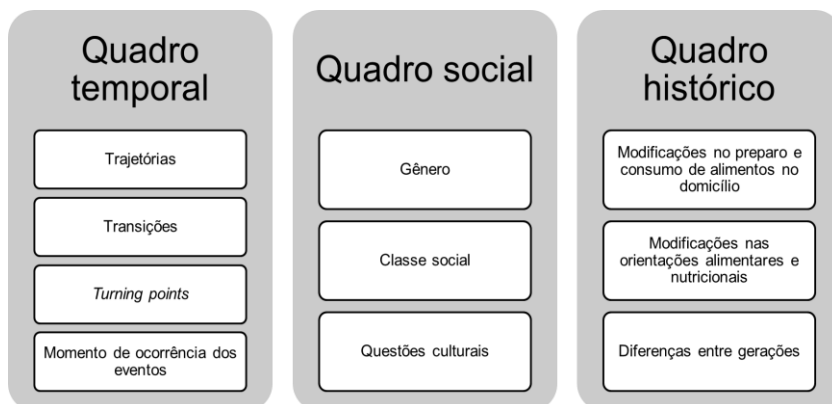 Quadro
temporal
Trajetórias
Transições
Turning points
Momento de ocorrência dos
eventos
Quadro social
Gênero
Classe social
Questões culturais
Quadro
histórico
Modificações no preparo e
consumo de alimentos no
domicílio
Modificações nas
orientações alimentares e
nutricionais
Diferenças entre gerações